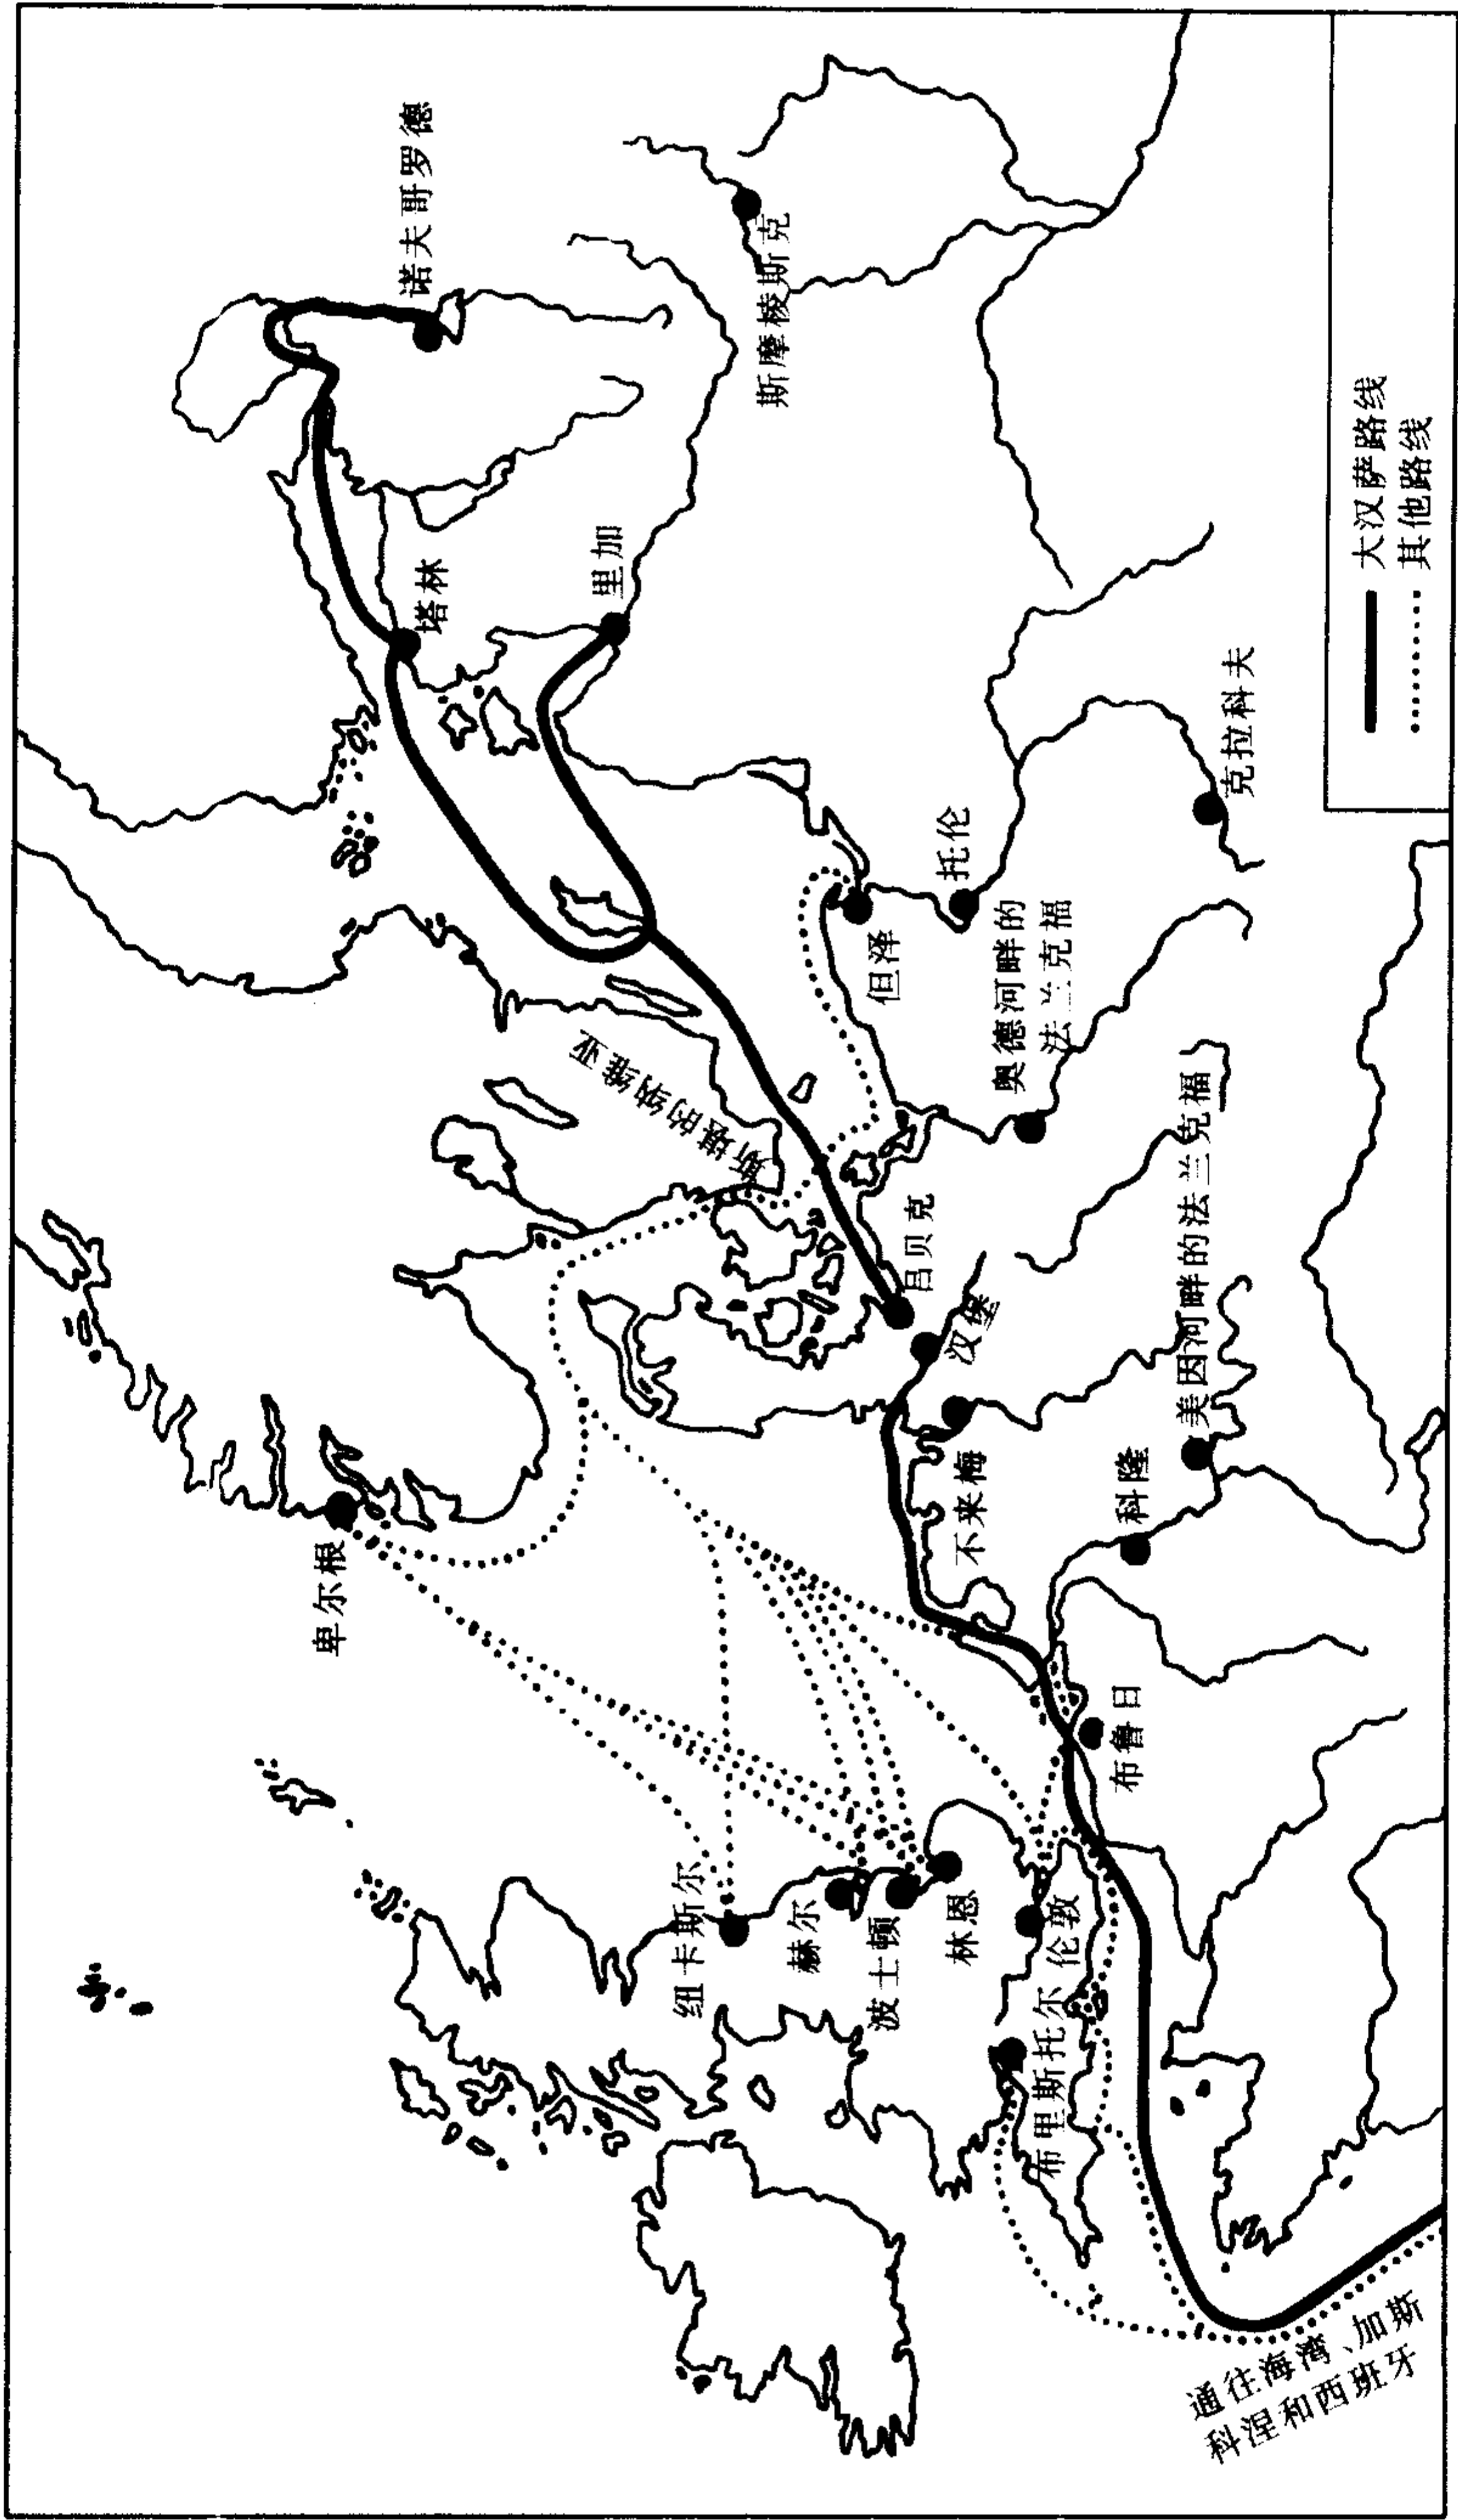 诺夫哥罗德
斯摩棱斯克
塔林
里加
克拉科夫
托伦
但泽
奥德河畔的
法兰克福
斯堪的纳维亚
吕贝克
汉堡
美因河畔的法兰克福
不来梅
科隆
卑尔根
布鲁日
纽卡斯尔
赫尔
波士顿
林恩
伦敦
布里斯托尔
通往海湾、加斯
科涅和西班牙
大汉萨路线
其他路线